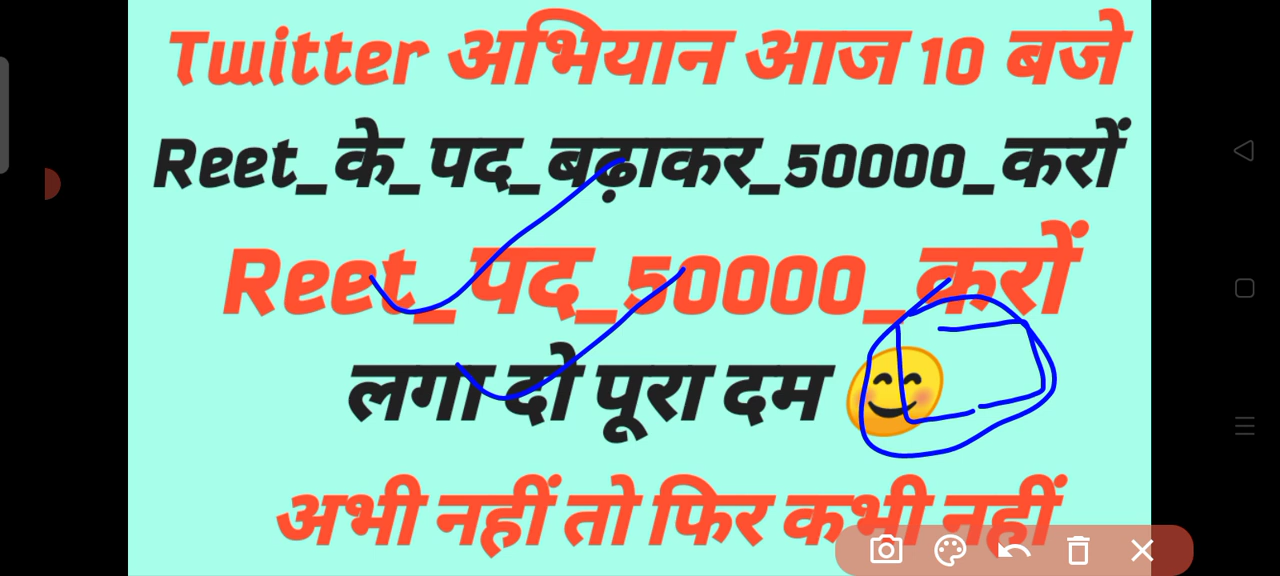 Twitter अभियान आज 10 बजे
Reet_के_पद_बढ़ाकर_50000_करों
Reet_पद_50000_करों
लगा दो पूरा दम 😊
अभी नहीं तो फिर कभी नहीं